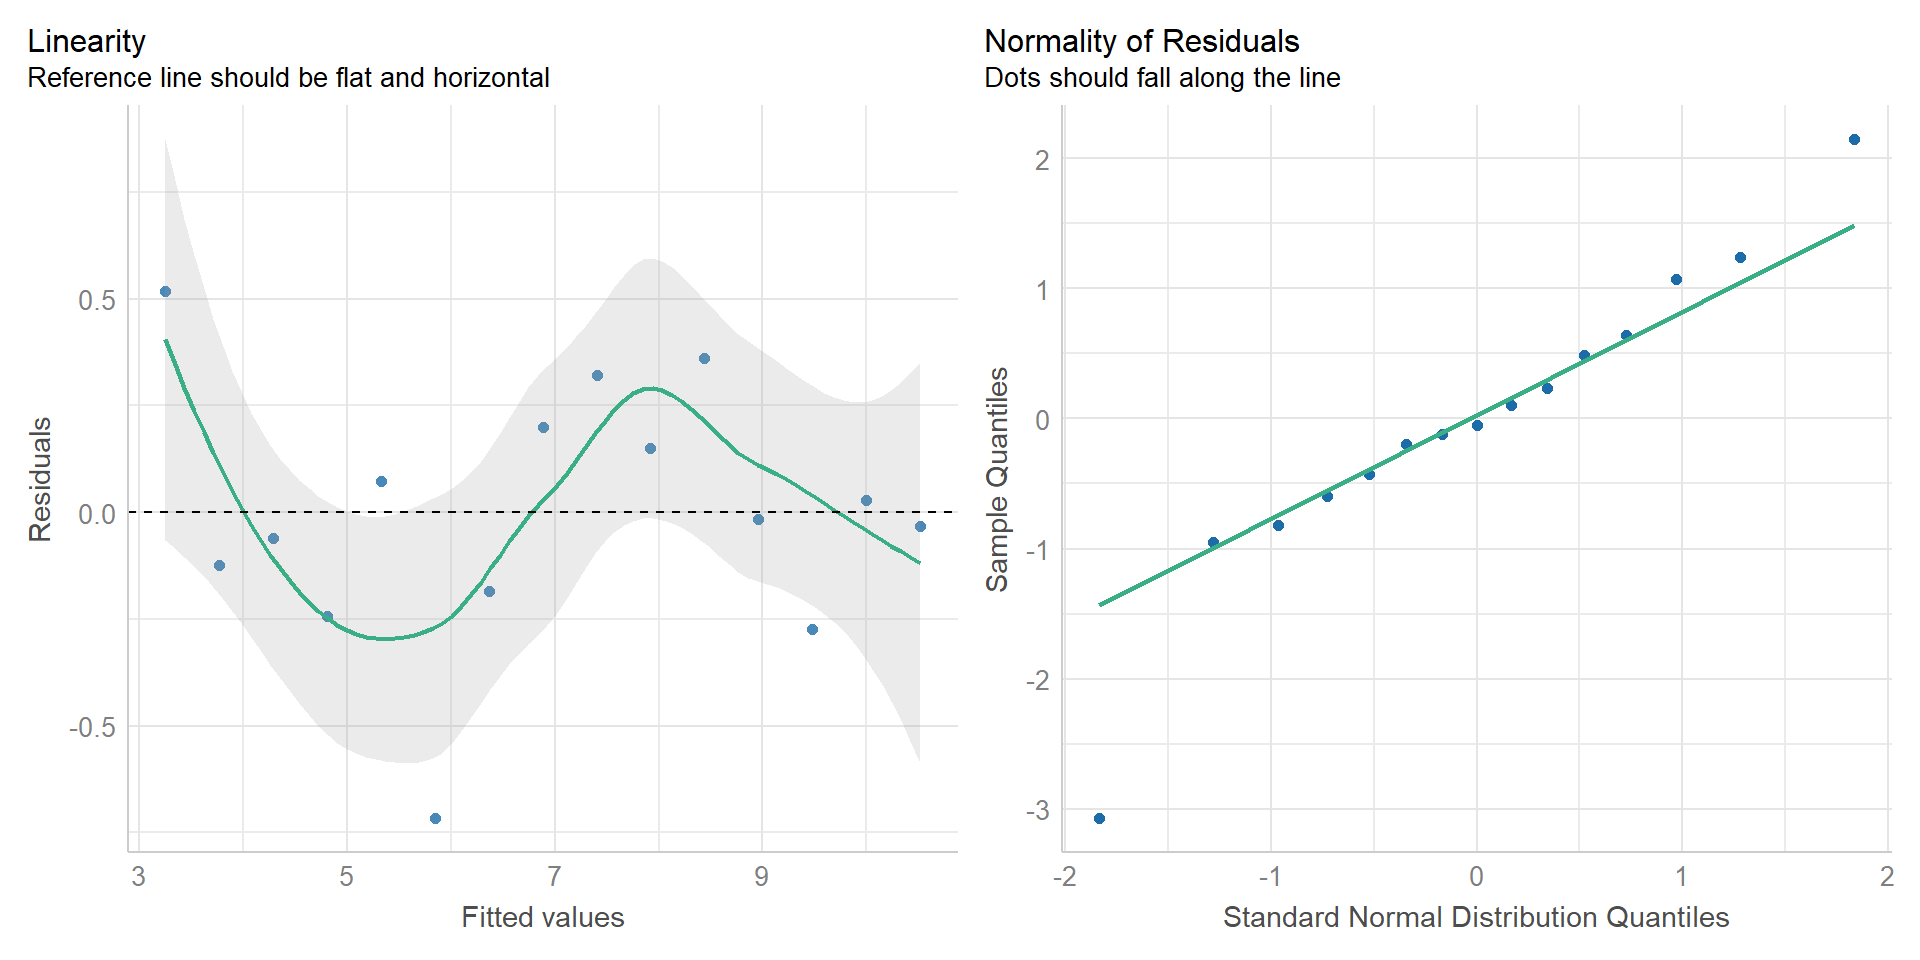 Linearity
Reference line should be flat and horizontal
0.5
0.0
-0.5
Residuals
3 5 7 9
Fitted values
Normality of Residuals
Dots should fall along the line
2
1
0
-1
-2
-3
Sample Quantiles
-2 -1 0 1 2
Standard Normal Distribution Quantiles